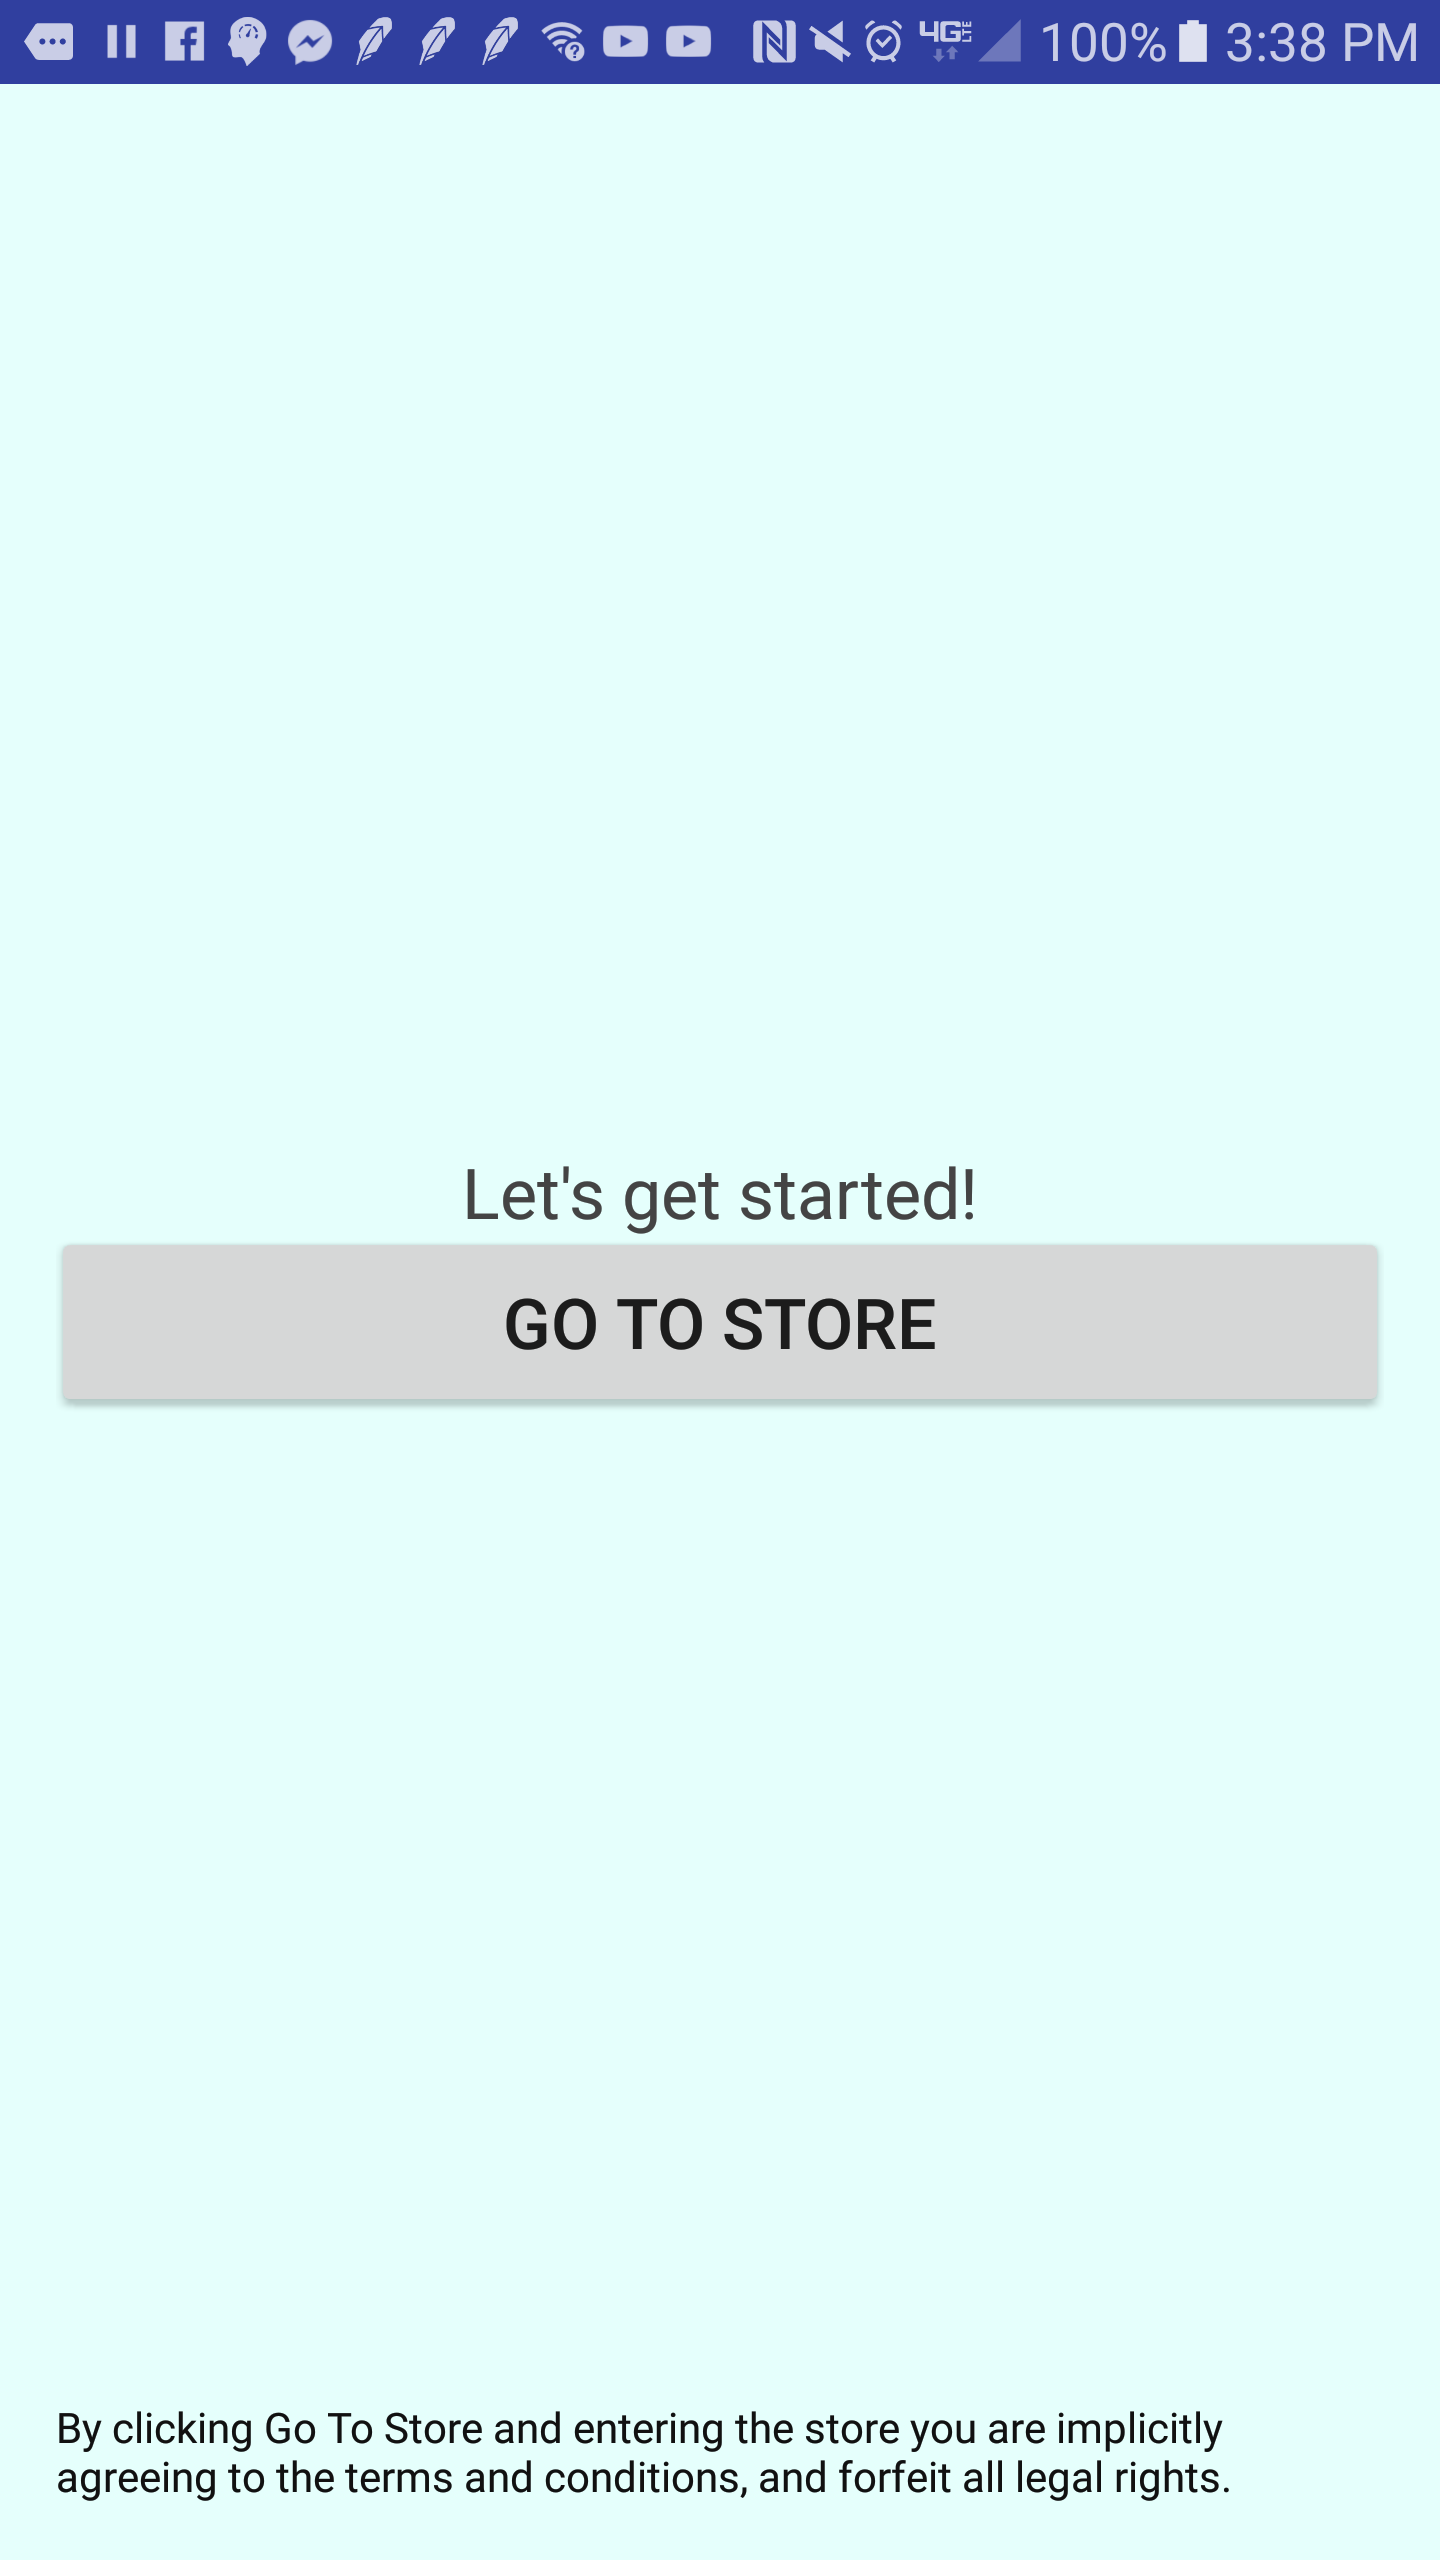 4G LTE 100% 3:38 PM
Let's get started!
GO TO STORE
By clicking Go To Store and entering the store you are implicitly
agreeing to the terms and conditions, and forfeit all legal rights.